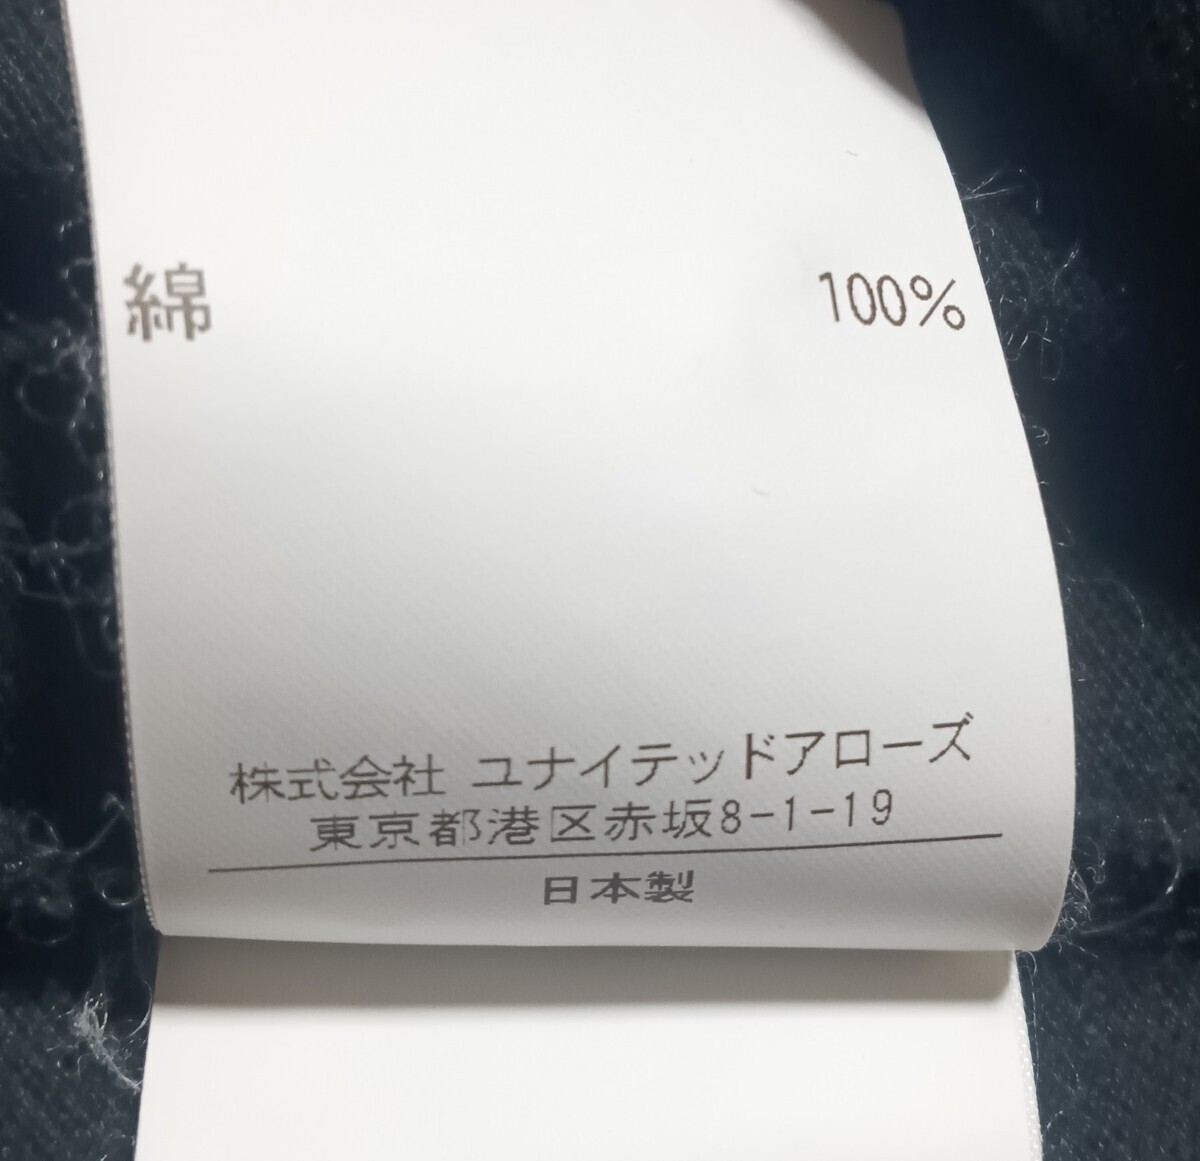 綿 100%
株式会社 ユナイテッドアローズ
東京都港区赤坂8-1-19
日本製